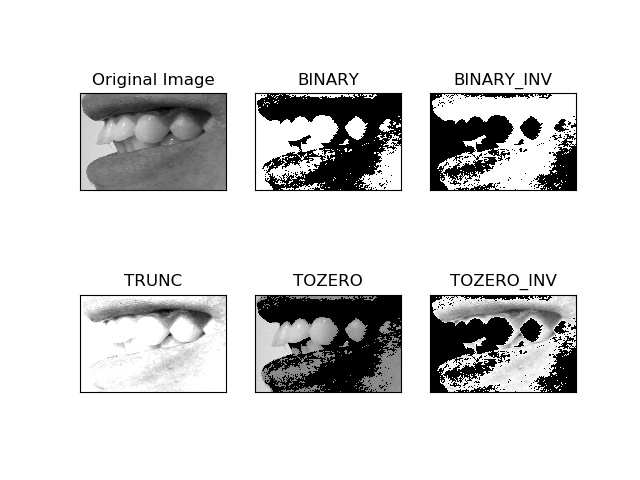 Original Image
BINARY
BINARY_INV
TRUNC
TOZERO
TOZERO_INV